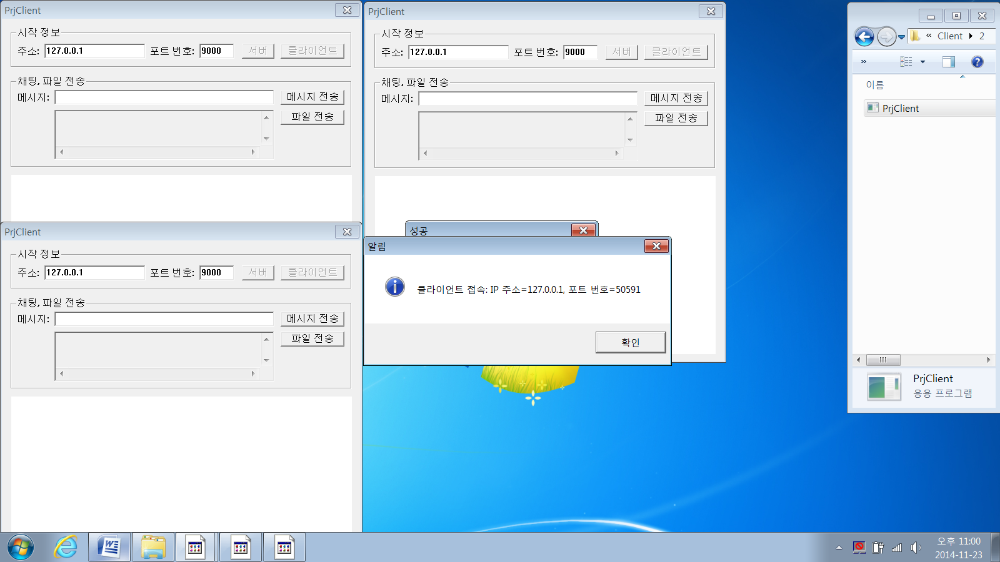 PrjClient
시작 정보
주소: 127.0.0.1 포트 번호: 9000 서버 클라이언트
채팅, 파일 전송
메시지: 메시지 전송
파일 전송
PrjClient
시작 정보
주소: 127.0.0.1 포트 번호: 9000 서버 클라이언트
채팅, 파일 전송
메시지: 메시지 전송
파일 전송
PrjClient
시작 정보
주소: 127.0.0.1 포트 번호: 9000 서버 클라이언트
채팅, 파일 전송
메시지: 메시지 전송
파일 전송
성공
알림
클라이언트 접속: IP 주소=127.0.0.1, 포트 번호=50591
확인
« Client 2
»
이름
PrjClient
PrjClient
응용 프로그램
오후 11:00
2014-11-23